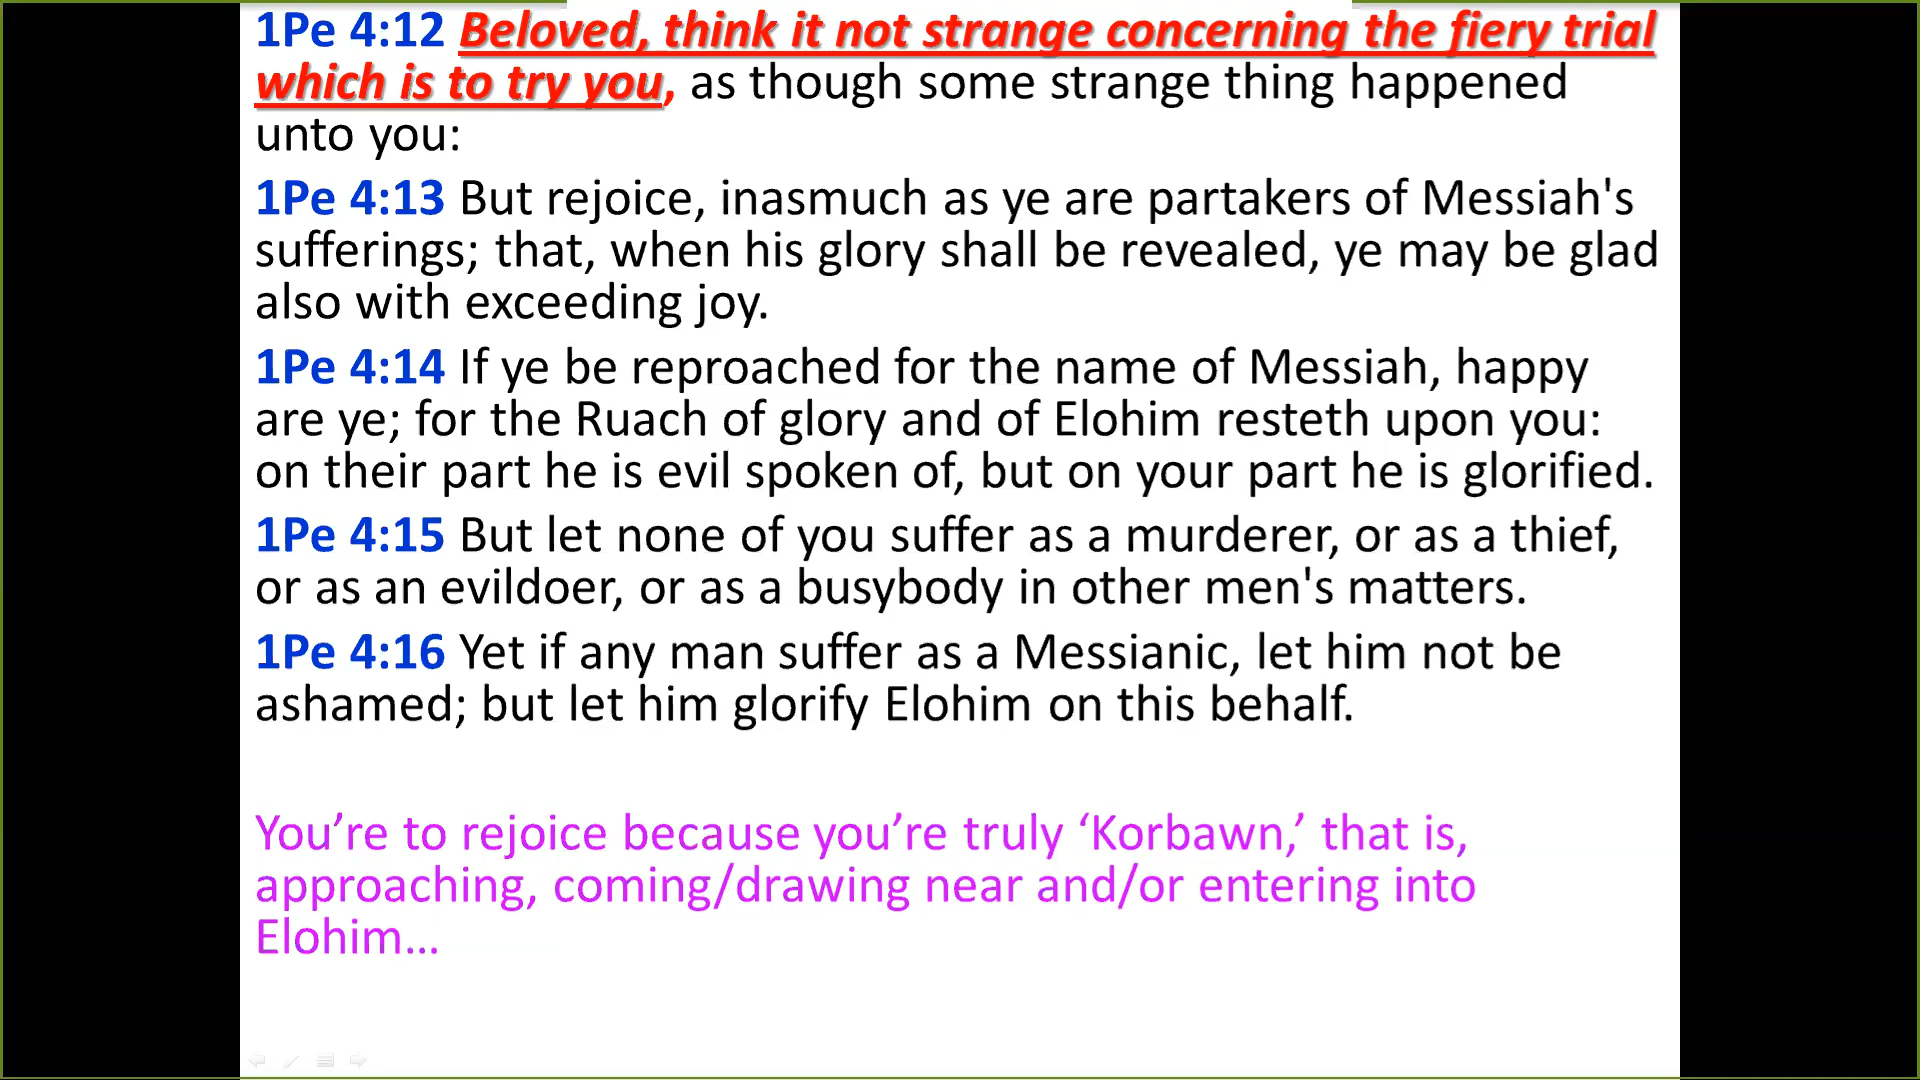 1Pe 4:12 Beloved, think it not strange concerning the fiery trial
which is to try you, as though some strange thing happened
unto you:
1Pe 4:13 But rejoice, inasmuch as ye are partakers of Messiah's
sufferings; that, when his glory shall be revealed, ye may be glad
also with exceeding joy.
1Pe 4:14 If ye be reproached for the name of Messiah, happy
are ye; for the Ruach of glory and of Elohim resteth upon you:
on their part he is evil spoken of, but on your part he is glorified.
1Pe 4:15 But let none of you suffer as a murderer, or as a thief,
or as an evildoer, or as a busybody in other men's matters.
1Pe 4:16 Yet if any man suffer as a Messianic, let him not be
ashamed; but let him glorify Elohim on this behalf.
You’re to rejoice because you’re truly ‘Korbawn,’ that is,
approaching, coming/drawing near and/or entering into
Elohim…